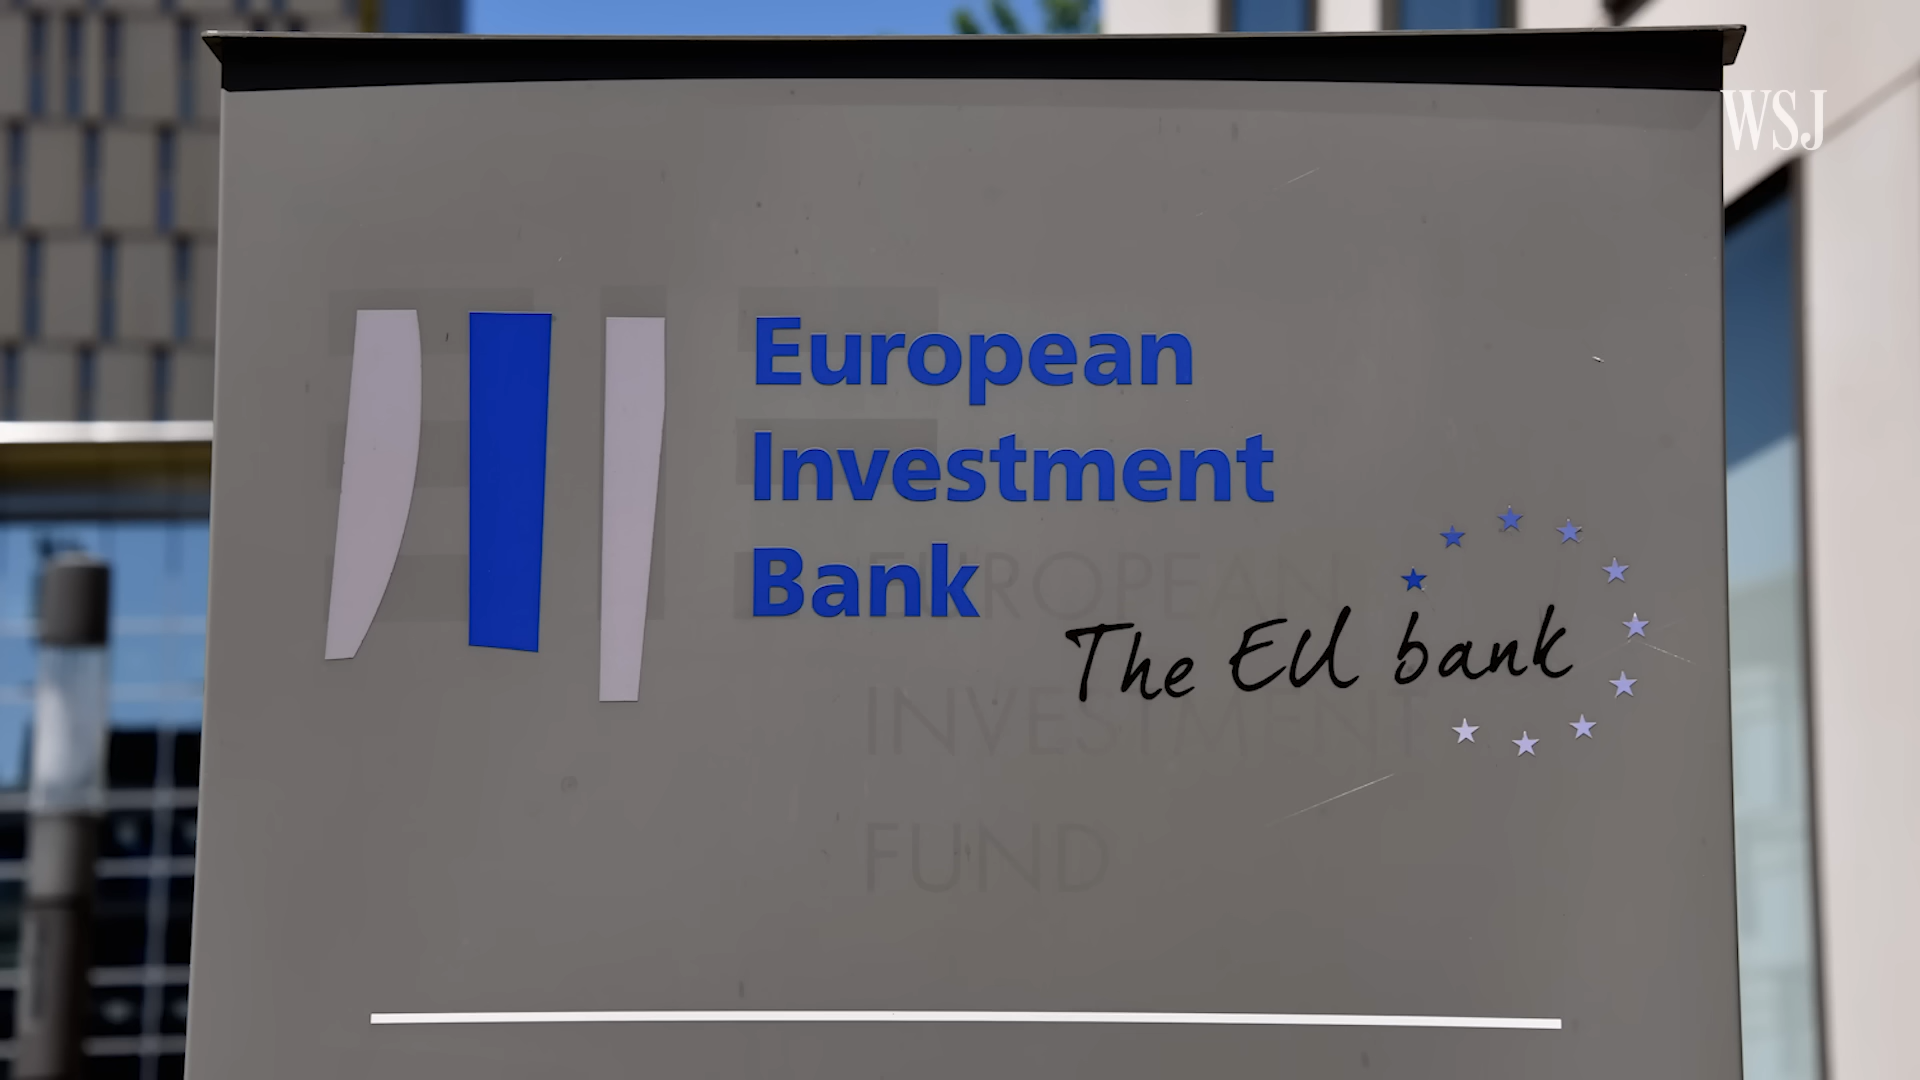 WSJ
European
Investment
Bank
The EU bank
EUROPEAN
INVESTMENT
FUND